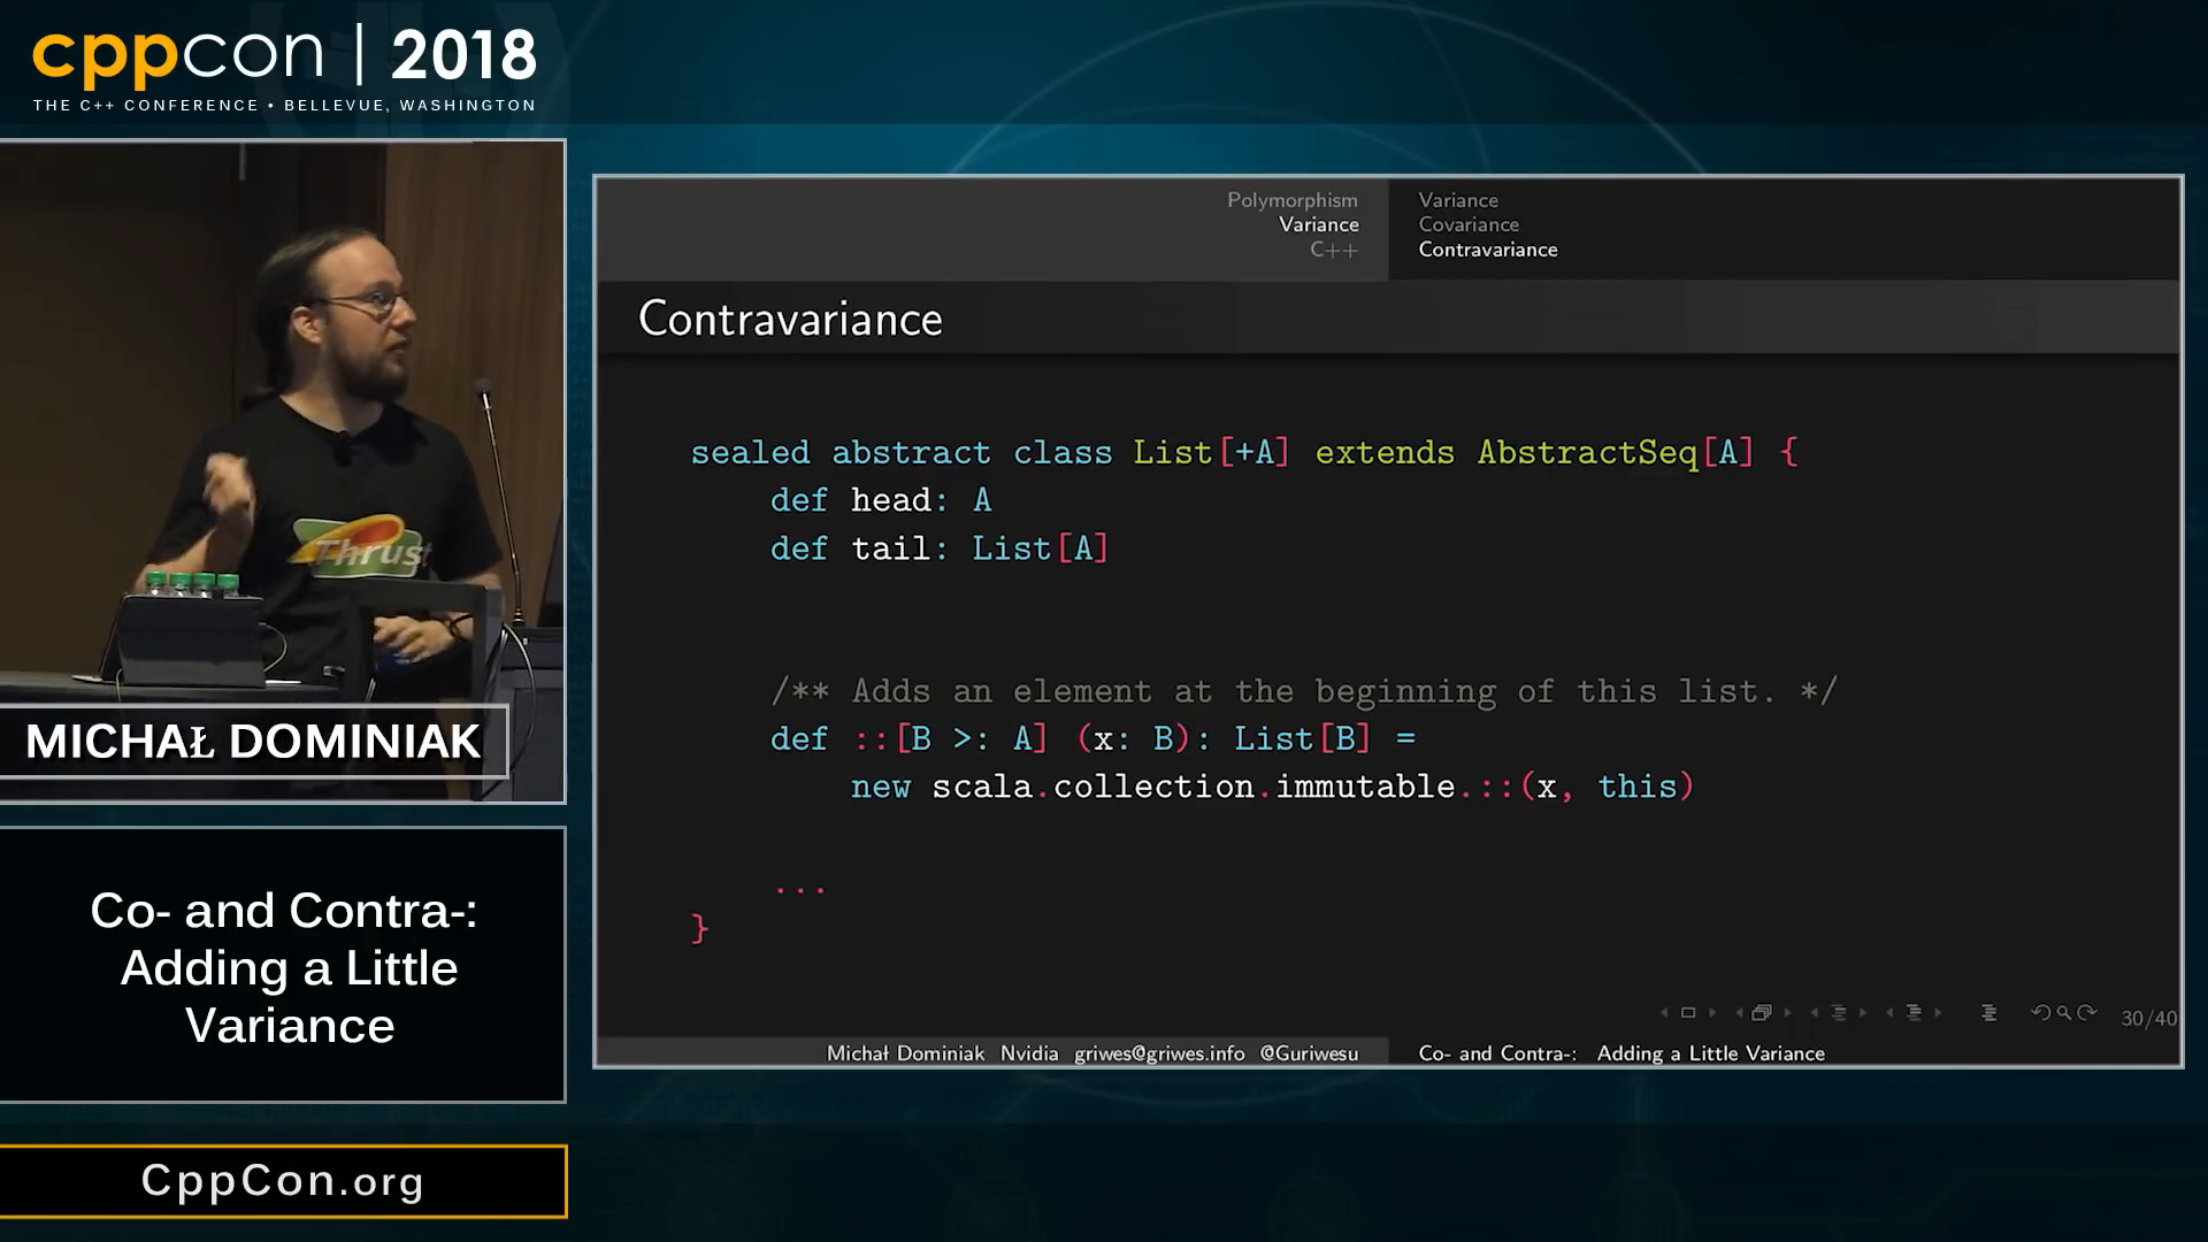 cppcon | 2018
THE C++ CONFERENCE • BELLEVUE, WASHINGTON
Thrust
MICHAŁ DOMINIAK
Co- and Contra-:
Adding a Little
Variance
CppCon.org
Polymorphism
Variance
C++
Variance
Covariance
Contravariance
Contravariance
sealed abstract class List[+A] extends AbstractSeq[A] {
def head: A
def tail: List[A]
/** Adds an element at the beginning of this list. */
def ::[B >: A] (x: B): List[B] =
new scala.collection.immutable.::(x, this)
...
}
30/40
Michał Dominiak Nvidia griwes@griwes.info @Guriwesu
Co- and Contra-: Adding a Little Variance